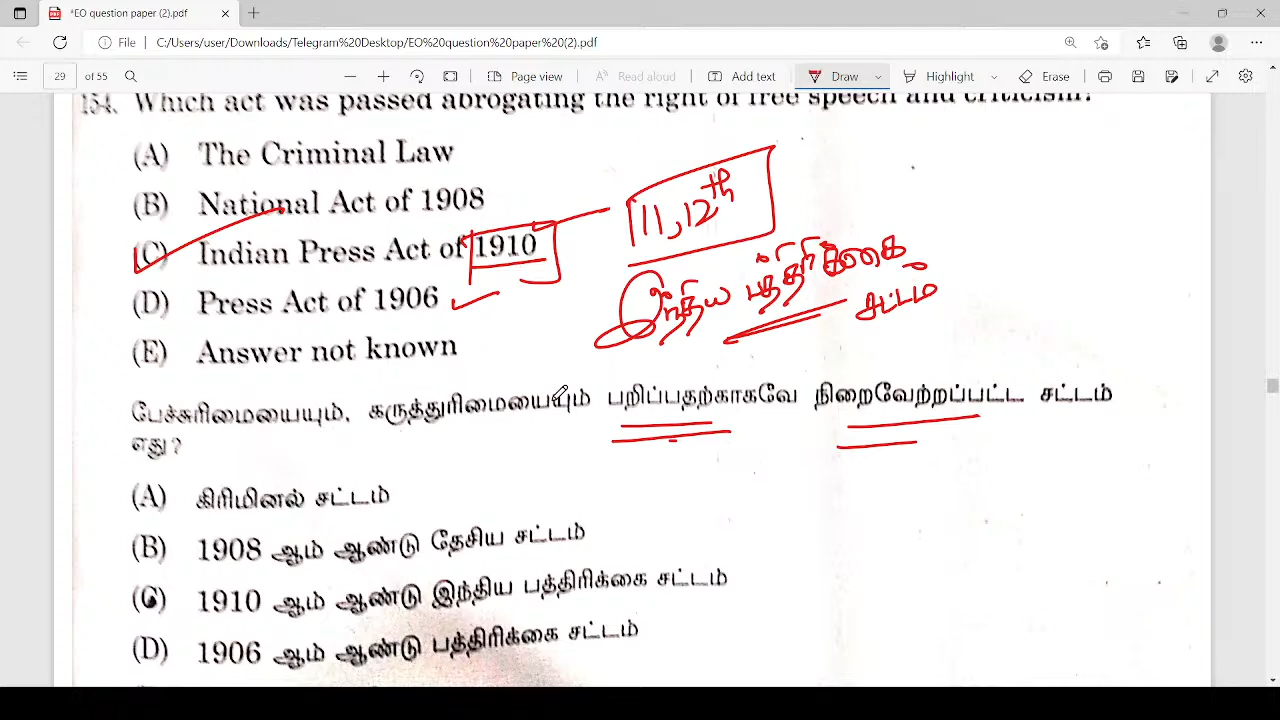 *EO question paper (2).pdf
File C:/Users/user/Downloads/Telegram%20Desktop/EO%20question%20paper%20(2).pdf
29 of 55 Page view Read aloud Add text Draw Highlight Erase
154. Which act was passed abrogating the right of free speech and criticism?
(A) The Criminal Law
(B) National Act of 1908
(C) Indian Press Act of 1910
(D) Press Act of 1906
(E) Answer not known
11, 12th
இந்திய பத்திரிக்கை
சட்டம்
பேச்சுரிமையையும், கருத்துரிமையையும் பறிப்பதற்காகவே நிறைவேற்றப்பட்ட சட்டம்
எது?
(A) கிரிமினல் சட்டம்
(B) 1908 ஆம் ஆண்டு தேசிய சட்டம்
(C) 1910 ஆம் ஆண்டு இந்திய பத்திரிக்கை சட்டம்
(D) 1906 ஆம் ஆண்டு பத்திரிக்கை சட்டம்